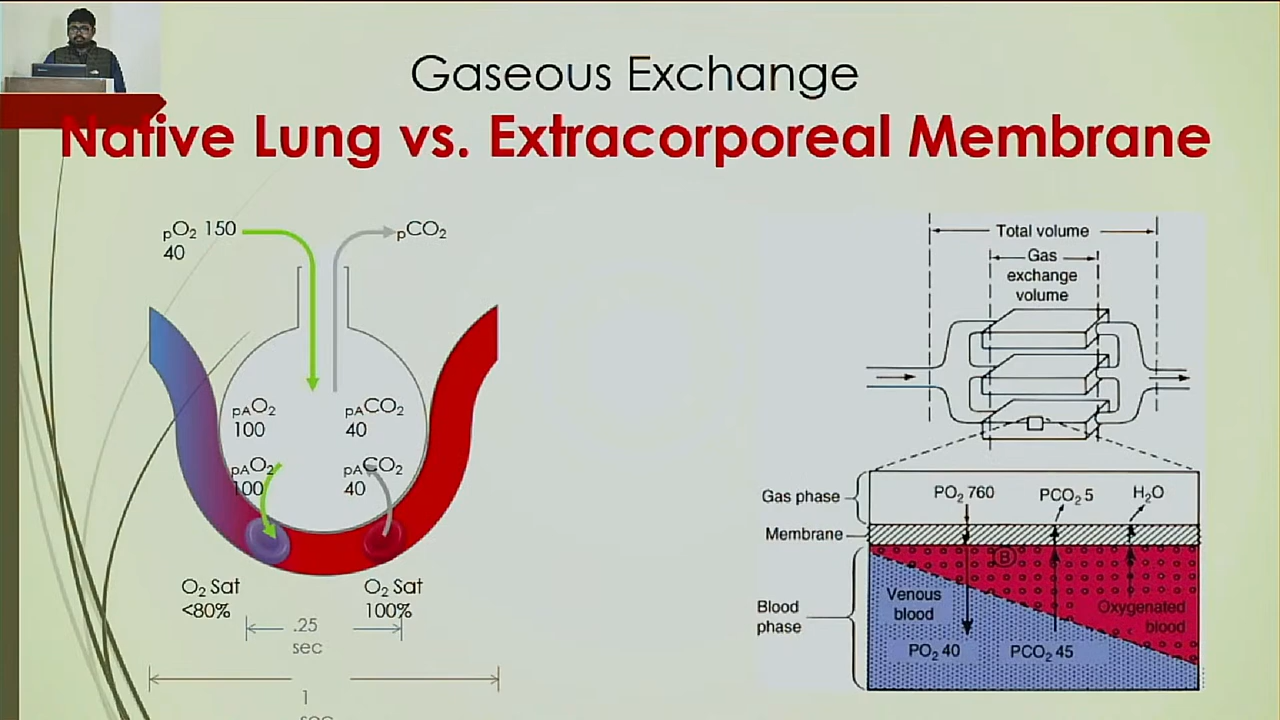 Gaseous Exchange
Native Lung vs. Extracorporeal Membrane
pO2 150
40
pCO2
pAO2
100
pACO2
40
pAO2
100
pACO2
40
O2 Sat
<80%
O2 Sat
100%
.25
sec
1
sec
Total volume
Gas
exchange
volume
Gas phase
PO2 760
PCO2 5
H2O
Membrane
B
Blood
phase
Venous
blood
Oxygenated
blood
PO2 40
PCO2 45